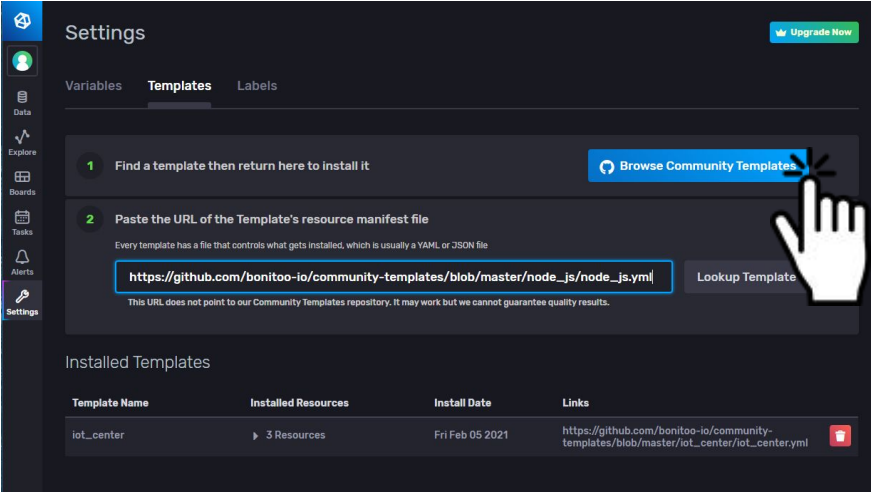 Settings
Upgrade Now
Variables
Templates
Labels
Data
Explore
Boards
Tasks
Alerts
Settings
1
Find a template then return here to install it
Browse Community Templates
2
Paste the URL of the Template's resource manifest file
Every template has a file that controls what gets installed, which is usually a YAML or JSON file
https://github.com/bonitoo-io/community-templates/blob/master/node_js/node_js.yml
Lookup Template
This URL does not point to our Community Templates repository. It may work but we cannot guarantee quality results.
Installed Templates
Template Name Installed Resources Install Date Links
iot_center 3 Resources Fri Feb 05 2021 https://github.com/bonitoo-io/community-
templates/blob/master/iot_center/iot_center.yml